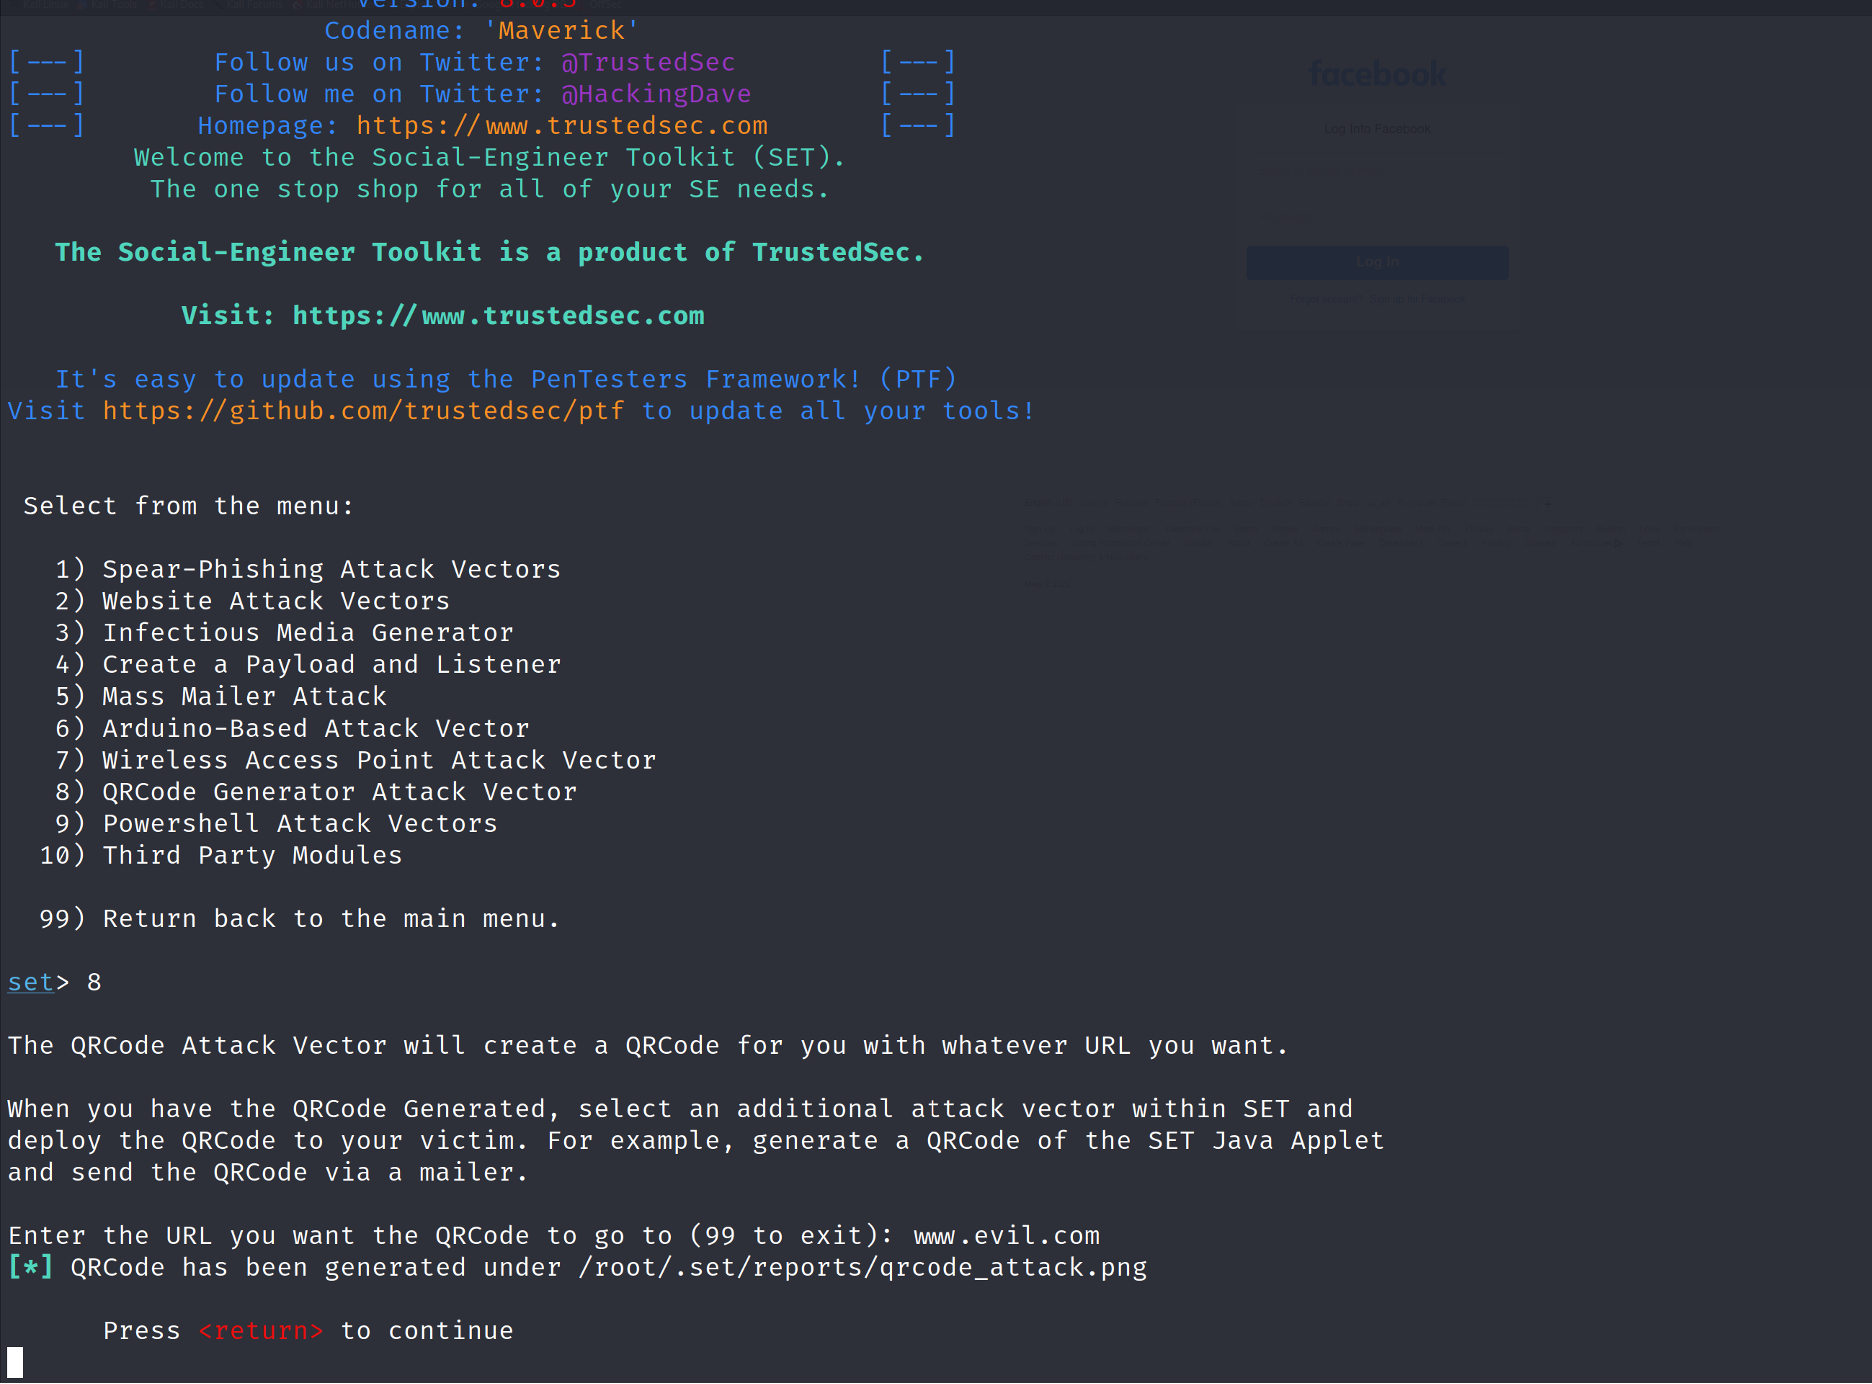 Version: 8.0.3
Codename: 'Maverick'
[---] Follow us on Twitter: @TrustedSec [---]
[---] Follow me on Twitter: @HackingDave [---]
[---] Homepage: https://www.trustedsec.com [---]
Welcome to the Social-Engineer Toolkit (SET).
The one stop shop for all of your SE needs.
The Social-Engineer Toolkit is a product of TrustedSec.
Visit: https://www.trustedsec.com
It's easy to update using the PenTesters Framework! (PTF)
Visit https://github.com/trustedsec/ptf to update all your tools!
Select from the menu:
1) Spear-Phishing Attack Vectors
2) Website Attack Vectors
3) Infectious Media Generator
4) Create a Payload and Listener
5) Mass Mailer Attack
6) Arduino-Based Attack Vector
7) Wireless Access Point Attack Vector
8) QRCode Generator Attack Vector
9) Powershell Attack Vectors
10) Third Party Modules
99) Return back to the main menu.
set> 8
The QRCode Attack Vector will create a QRCode for you with whatever URL you want.
When you have the QRCode Generated, select an additional attack vector within SET and
deploy the QRCode to your victim. For example, generate a QRCode of the SET Java Applet
and send the QRCode via a mailer.
Enter the URL you want the QRCode to go to (99 to exit): www.evil.com
[*] QRCode has been generated under /root/.set/reports/qrcode_attack.png
Press <return> to continue
facebook
Log Into Facebook
Log In